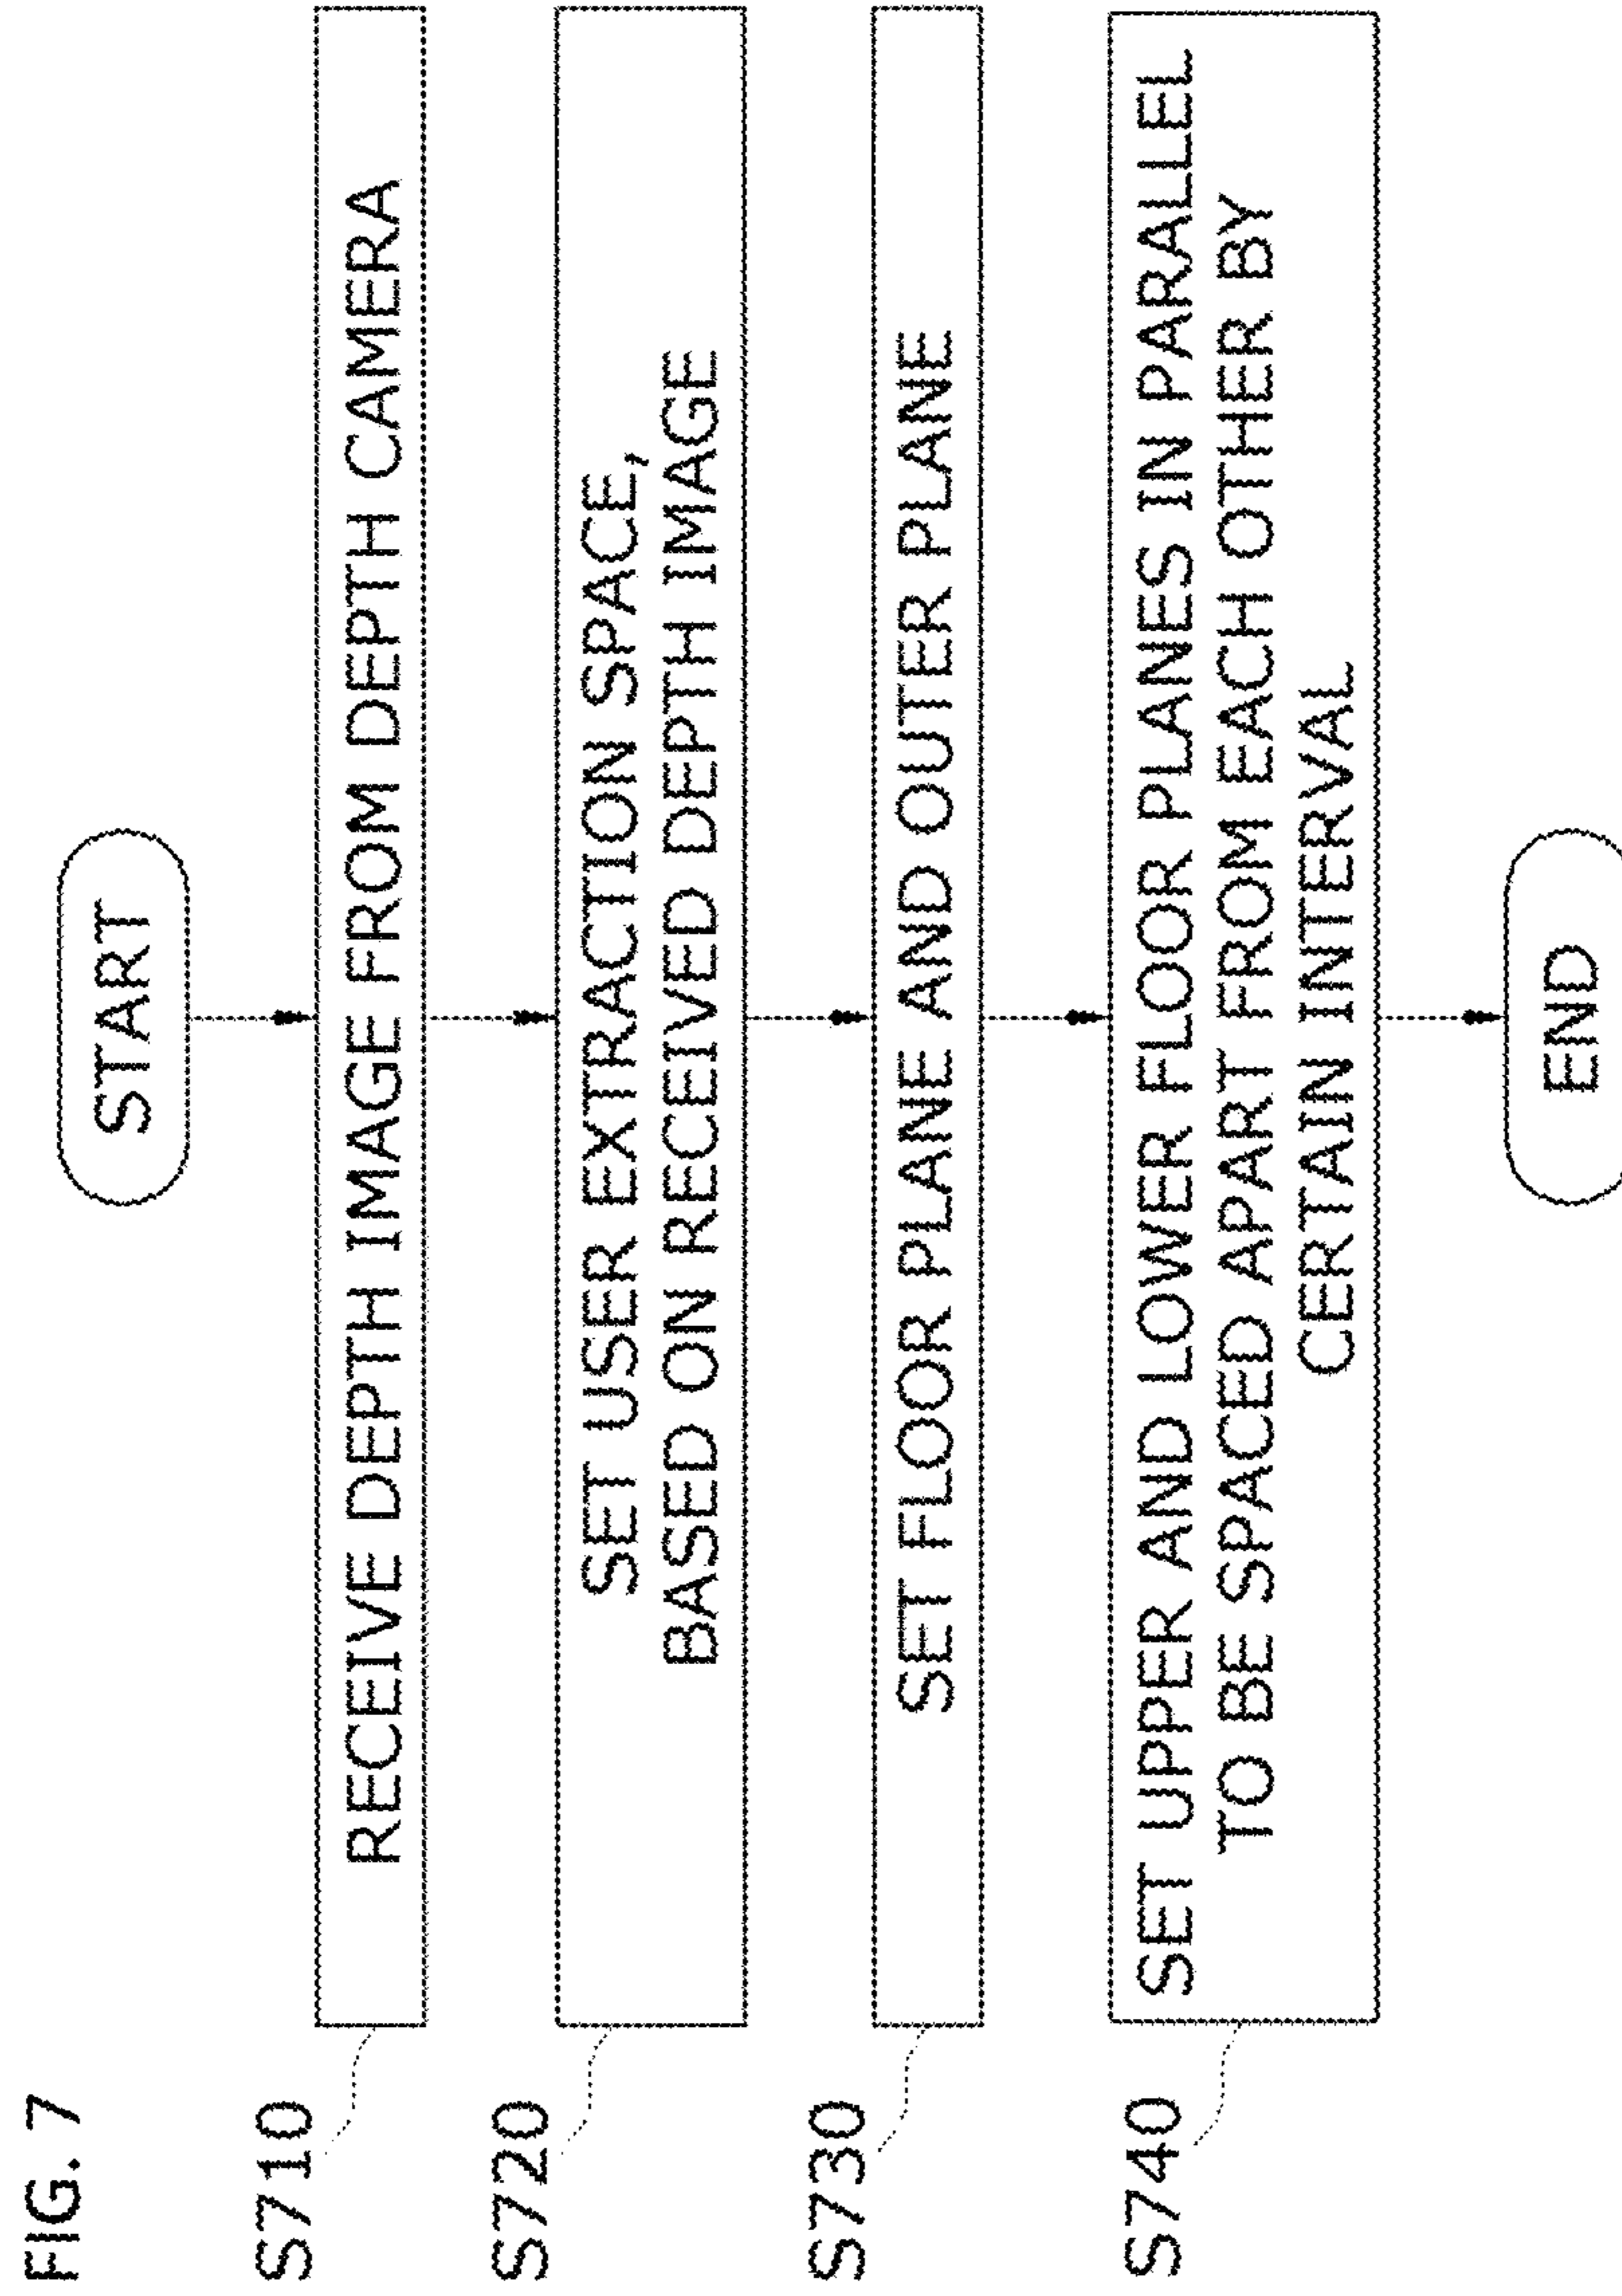 FIG. 7
START
S710
RECEIVE DEPTH IMAGE FROM DEPTH CAMERA
S720
SET USER EXTRACTION SPACE,
BASED ON RECEIVED DEPTH IMAGE
S730
SET FLOOR PLANE AND OUTER PLANE
S740
SET UPPER AND LOWER FLOOR PLANES IN PARALLEL
TO BE SPACED APART FROM EACH OTHER BY
CERTAIN INTERVAL
END